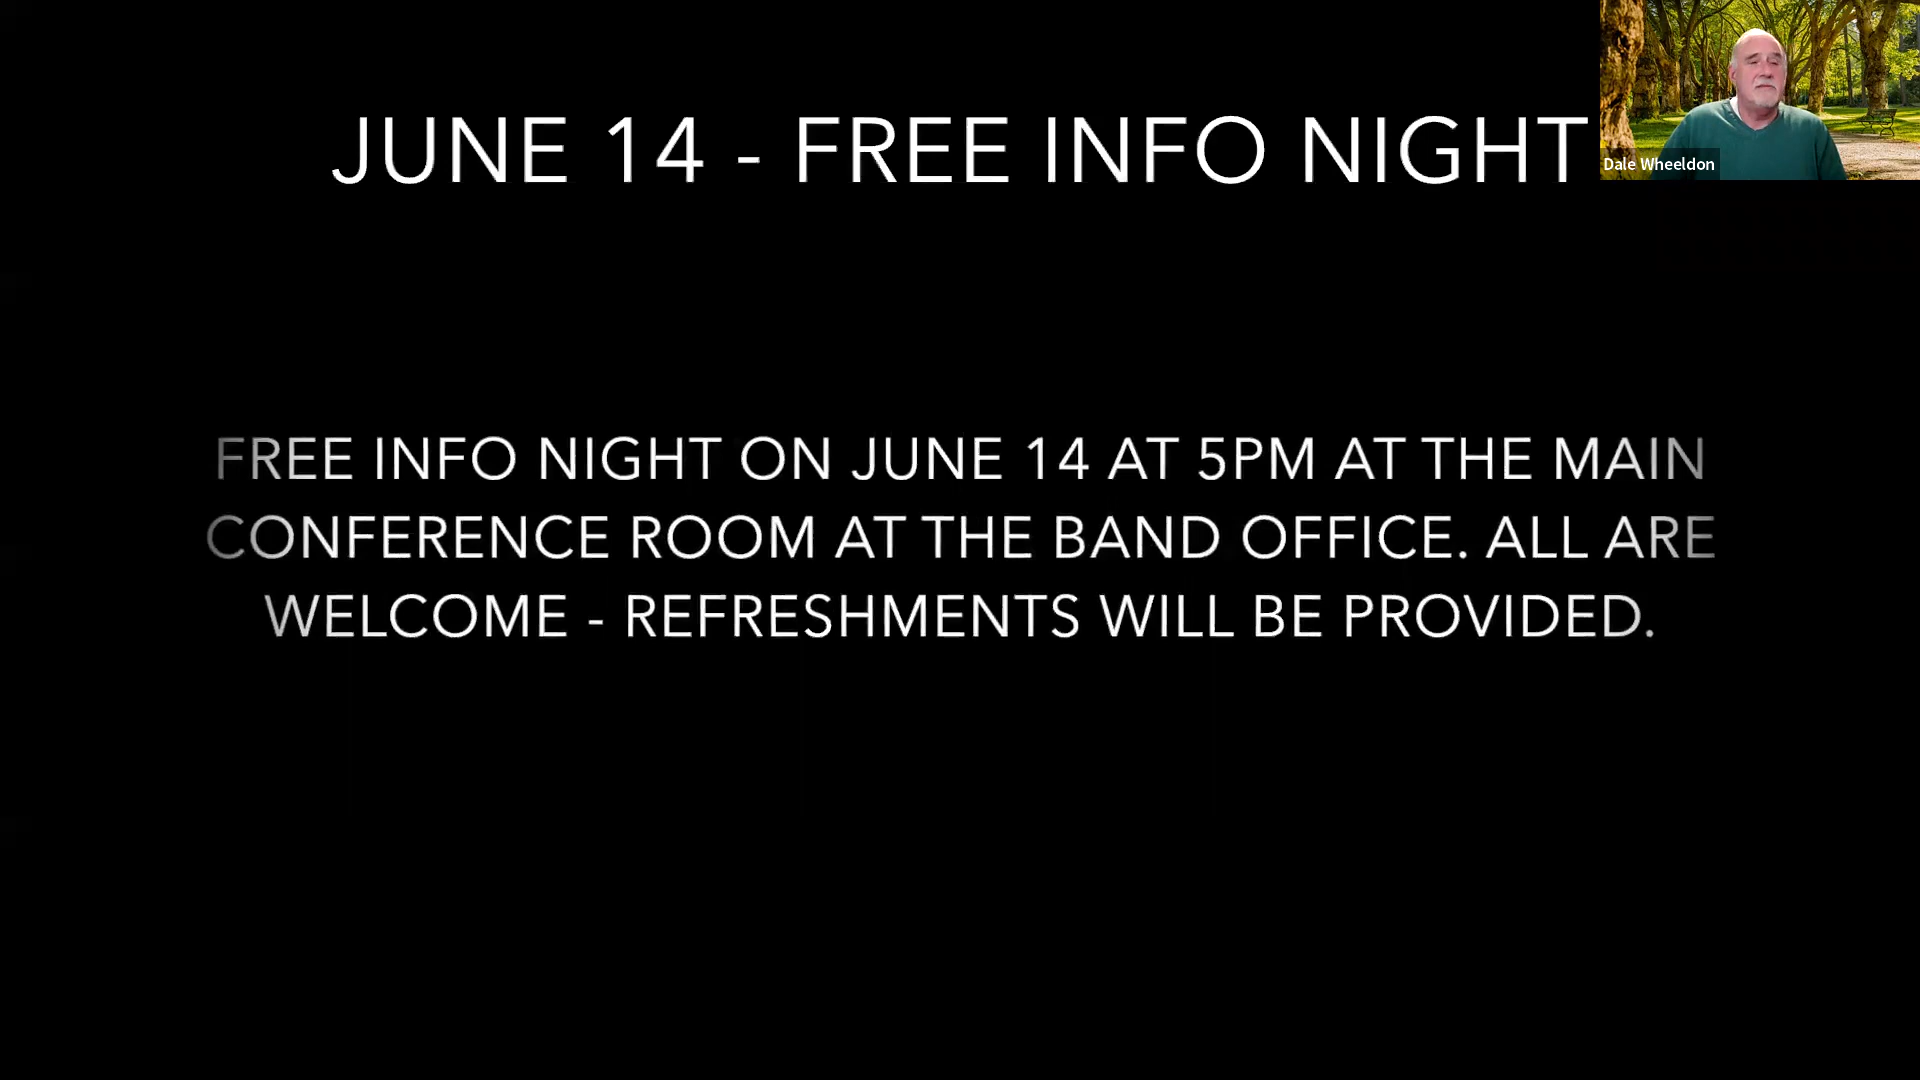 JUNE 14 - FREE INFO NIGHT
Dale Wheeldon
FREE INFO NIGHT ON JUNE 14 AT 5PM AT THE MAIN
CONFERENCE ROOM AT THE BAND OFFICE. ALL ARE
WELCOME - REFRESHMENTS WILL BE PROVIDED.